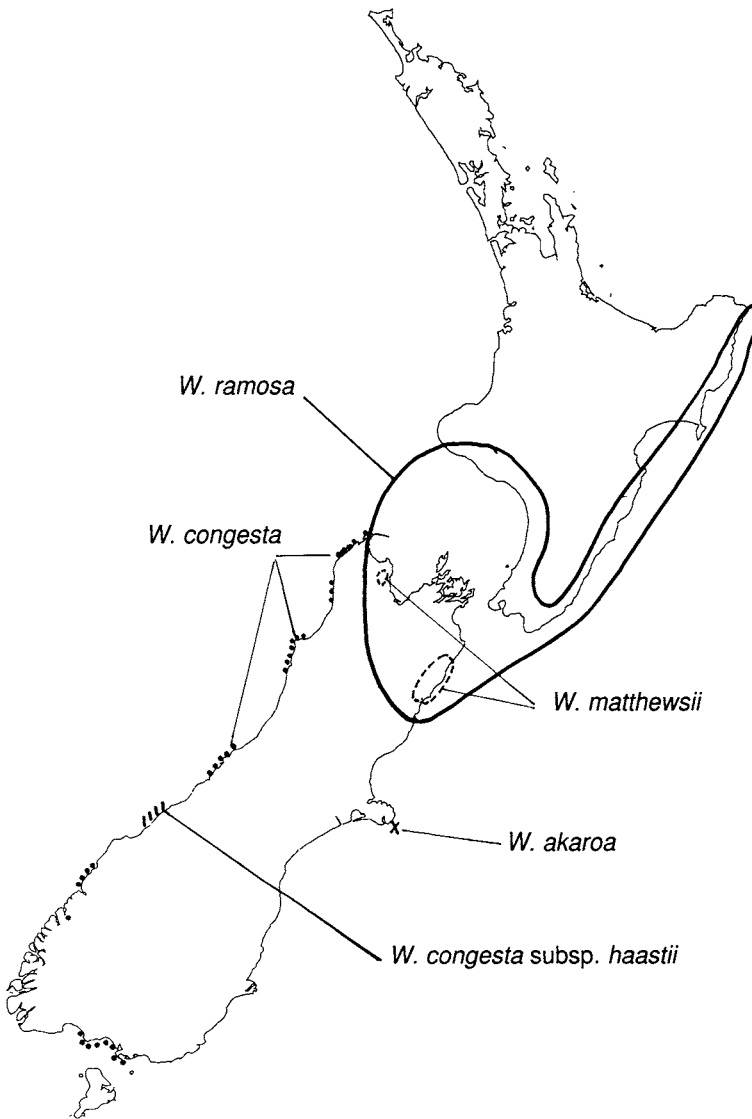 W. ramosa
W. congesta
W. matthewsii
W. akaroa
W. congesta subsp. haastii